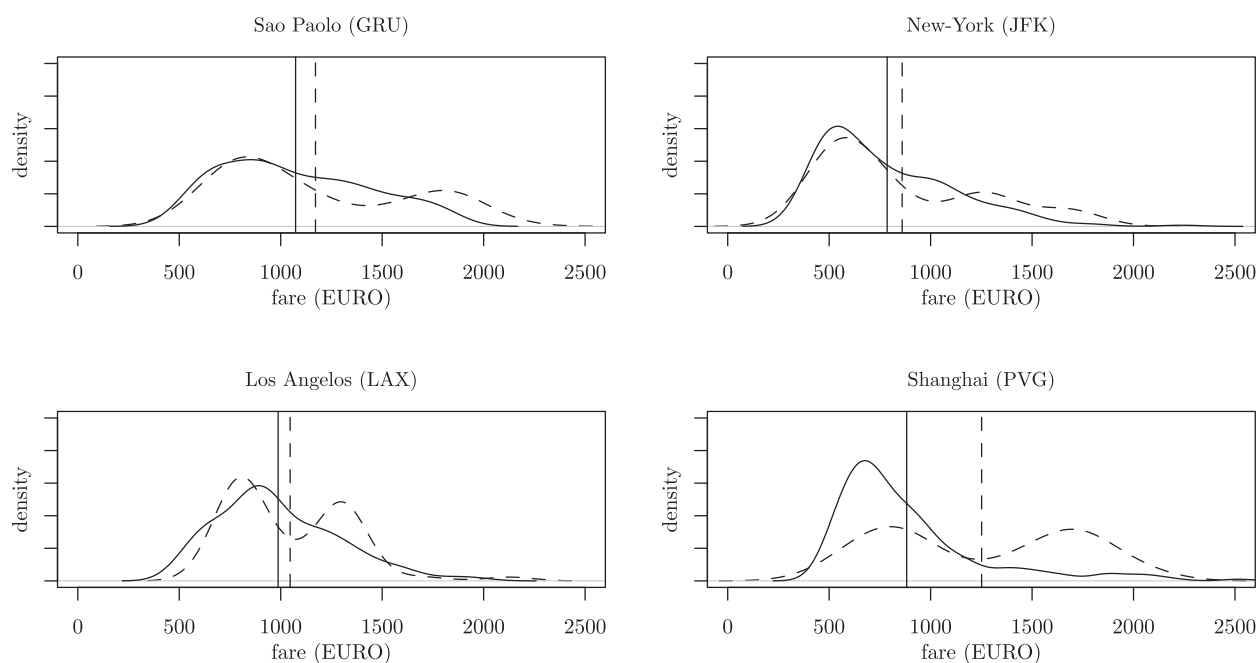 Sao Paolo (GRU)
density
0 500 1000 1500 2000 2500
fare (EURO)
New-York (JFK)
density
0 500 1000 1500 2000 2500
fare (EURO)
Los Angelos (LAX)
density
0 500 1000 1500 2000 2500
fare (EURO)
Shanghai (PVG)
density
0 500 1000 1500 2000 2500
fare (EURO)